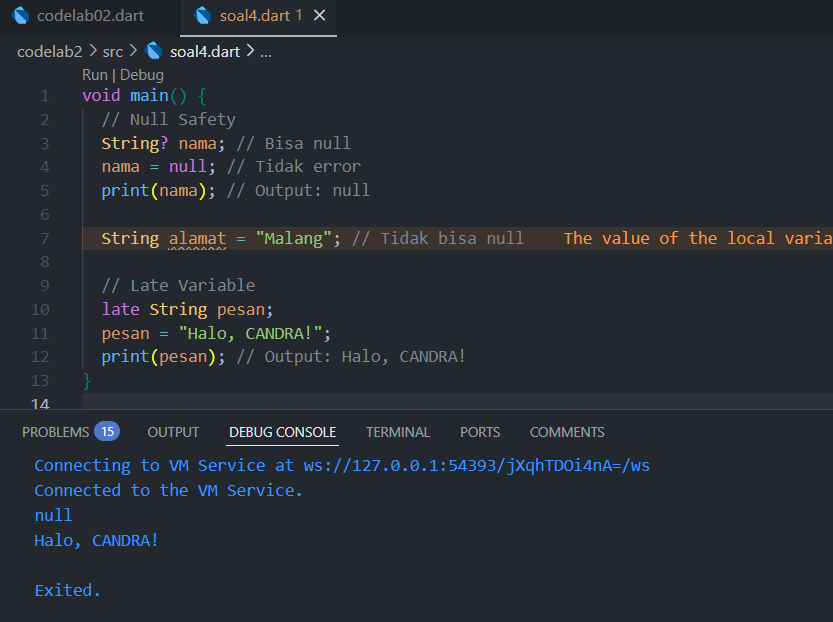 codelab02.dart soal4.dart 1
codelab2 > src > soal4.dart > ...
Run | Debug
1 void main() {
2 // Null Safety
3 String? nama; // Bisa null
4 nama = null; // Tidak error
5 print(nama); // Output: null
6
7 String alamat = "Malang"; // Tidak bisa null The value of the local varia
8
9 // Late Variable
10 late String pesan;
11 pesan = "Halo, CANDRA!";
12 print(pesan); // Output: Halo, CANDRA!
13 }
14
PROBLEMS 15 OUTPUT DEBUG CONSOLE TERMINAL PORTS COMMENTS
Connecting to VM Service at ws://127.0.0.1:54393/jXqhTDOi4nA=/ws
Connected to the VM Service.
null
Halo, CANDRA!
Exited.